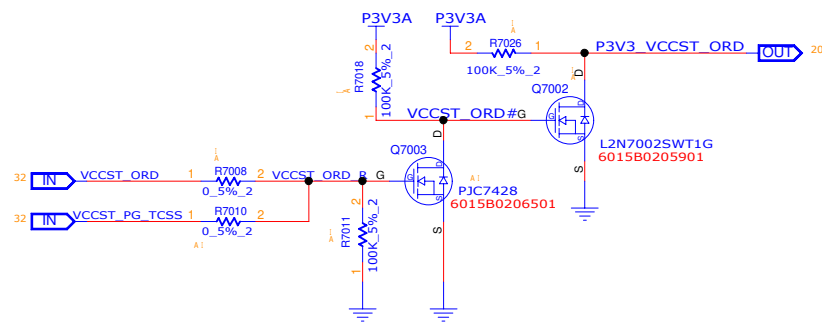 P3V3A
P3V3A
2
R7018
100K_5%_2
1
2
R7026
1
100K_5%_2
P3V3_VCCST_ORD
OUT
20
D
Q7002
VCCST_ORD#
G
G
D
S
L2N7002SWT1G
6015B0205901
S
D
Q7003
G
G
D
S
PJC7428
6015B0206501
S
32
IN
VCCST_ORD
1
R7008
2
0_5%_2
VCCST_ORD_R
32
IN
VCCST_PG_TCSS
1
R7010
2
0_5%_2
2
R7011
100K_5%_2
1